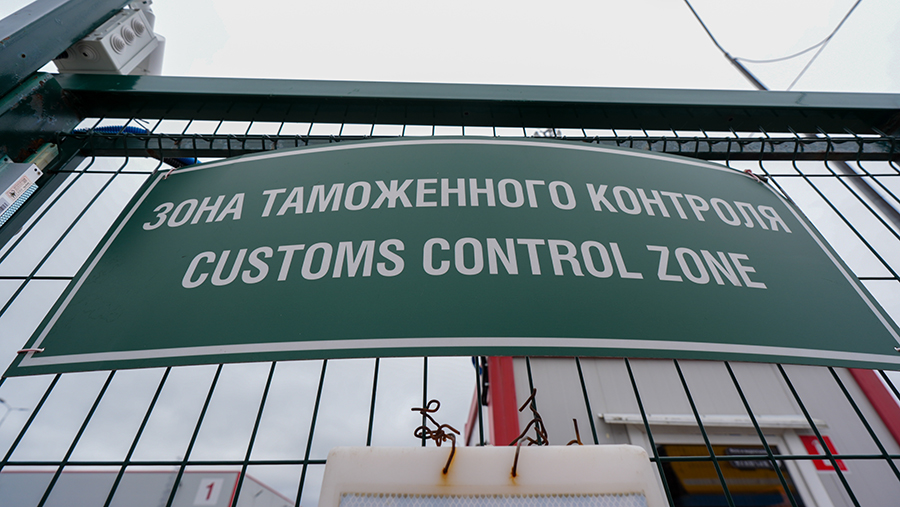 ЗОНА ТАМОЖЕННОГО КОНТРОЛЯ
CUSTOMS CONTROL ZONE
1